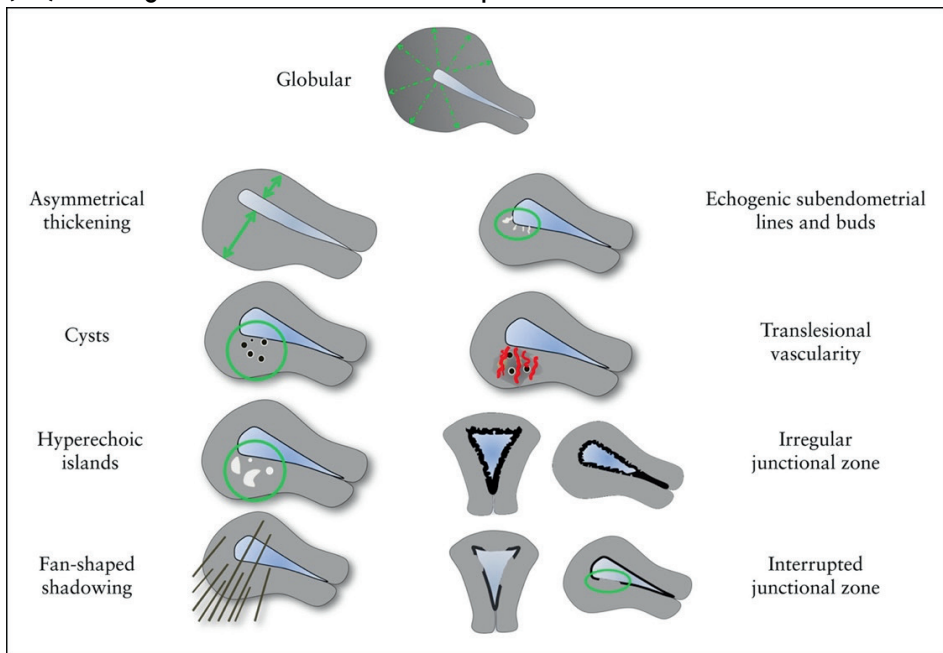 Globular
Asymmetrical
thickening
Echogenic subendometrial
lines and buds
Cysts
Translesional
vascularity
Hyperechoic
islands
Irregular
junctional zone
Fan-shaped
shadowing
Interrupted
junctional zone